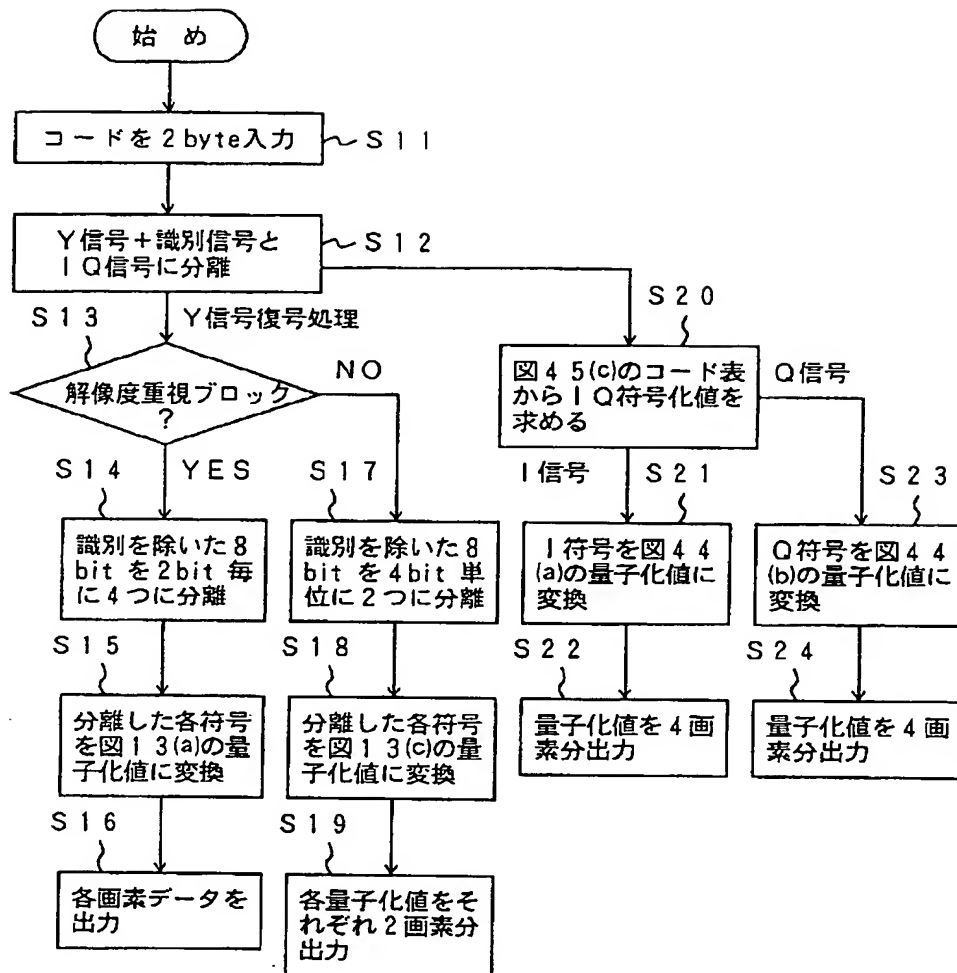 始 め
コードを2byte入力
S11
Y信号+識別信号と
IQ信号に分離
S12
S13
Y信号復号処理
解像度重視ブロック
?
NO
YES
S14
識別を除いた8
bitを2bit毎
に4つに分離
S15
分離した各符号
を図13(a)の量
子化値に変換
S16
各画素データを
出力
S17
識別を除いた8
bitを4bit単
位に2つに分離
S18
分離した各符号
を図13(c)の量
子化値に変換
S19
各量子化値をそ
れぞれ2画素分
出力
S20
図45(c)のコード表
からIQ符号化値を
求める
I信号
Q信号
S21
I符号を図44
(a)の量子化値に
変換
S22
量子化値を4画
素分出力
S23
Q符号を図44
(b)の量子化値に
変換
S24
量子化値を4画
素分出力